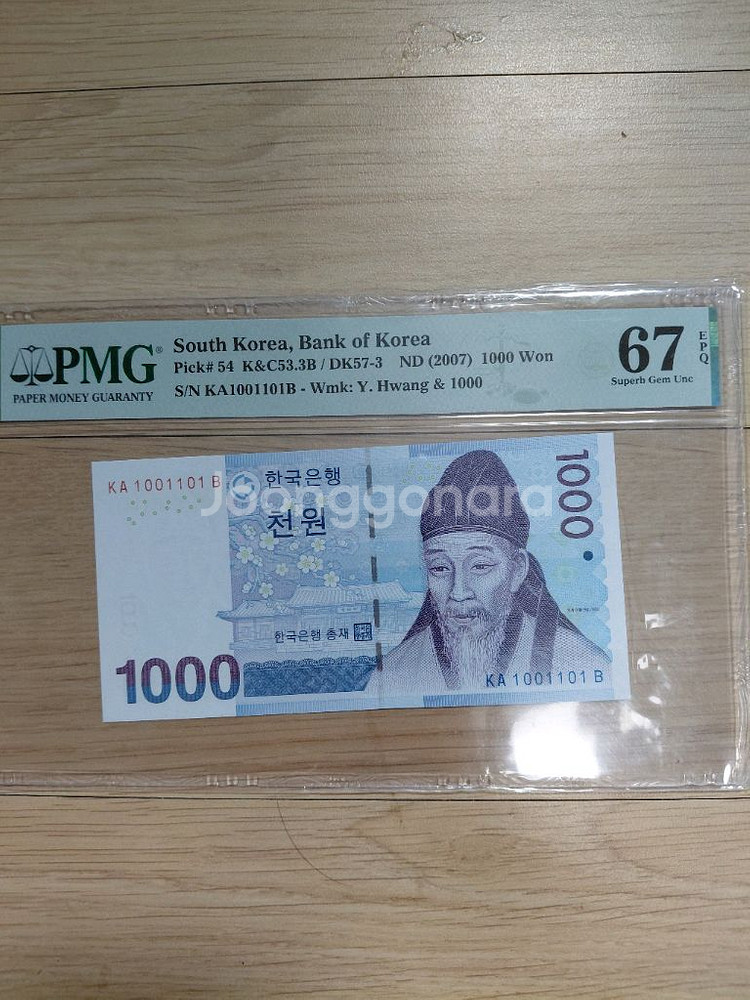 PMG®
PAPER MONEY GUARANTY
South Korea, Bank of Korea
Pick# 54 K&C53.3B / DK57-3 ND (2007) 1000 Won
S/N KA1001101B - Wmk: Y. Hwang & 1000
67
Superb Gem Unc
EPQ
KA 1001101 B
한국은행
천원
1000
Joonggonara
한국은행 총재
1000
KA 1001101 B